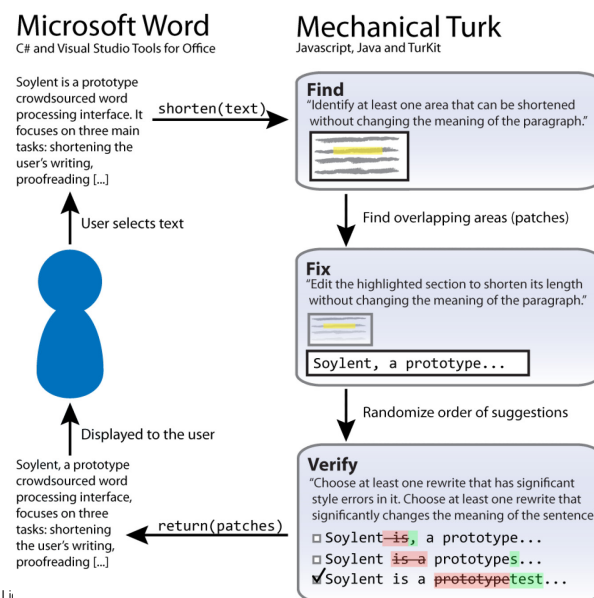 Microsoft Word
C# and Visual Studio Tools for Office
Soylent is a prototype
crowdsourced word
processing interface. It
focuses on three main
tasks: shortening the
user's writing,
proofreading [...]
shorten(text)
User selects text
Displayed to the user
Soylent, a prototype
crowdsourced word
processing interface,
focuses on three
tasks: shortening
the user's writing,
proofreading [...]
return(patches)
Mechanical Turk
Javascript, Java and TurKit
Find
"Identify at least one area that can be shortened
without changing the meaning of the paragraph."
Find overlapping areas (patches)
Fix
"Edit the highlighted section to shorten its length
without changing the meaning of the paragraph."
Soylent, a prototype...
Randomize order of suggestions
Verify
"Choose at least one rewrite that has significant
style errors in it. Choose at least one rewrite that
significantly changes the meaning of the sentence
Soylent is, a prototype...
Soylent is a prototypes...
Soylent is a prototypetest...